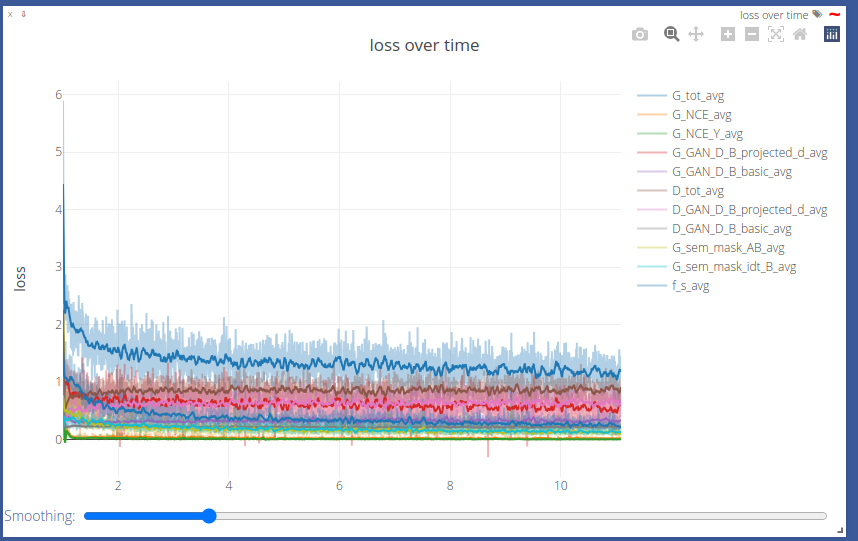 x ⇩ loss over time
loss over time
6
5
4
3
2
1
0
loss
2 4 6 8 10
G_tot_avg
G_NCE_avg
G_NCE_Y_avg
G_GAN_D_B_projected_d_avg
G_GAN_D_B_basic_avg
D_tot_avg
D_GAN_D_B_projected_d_avg
D_GAN_D_B_basic_avg
G_sem_mask_AB_avg
G_sem_mask_idt_B_avg
f_s_avg
Smoothing: